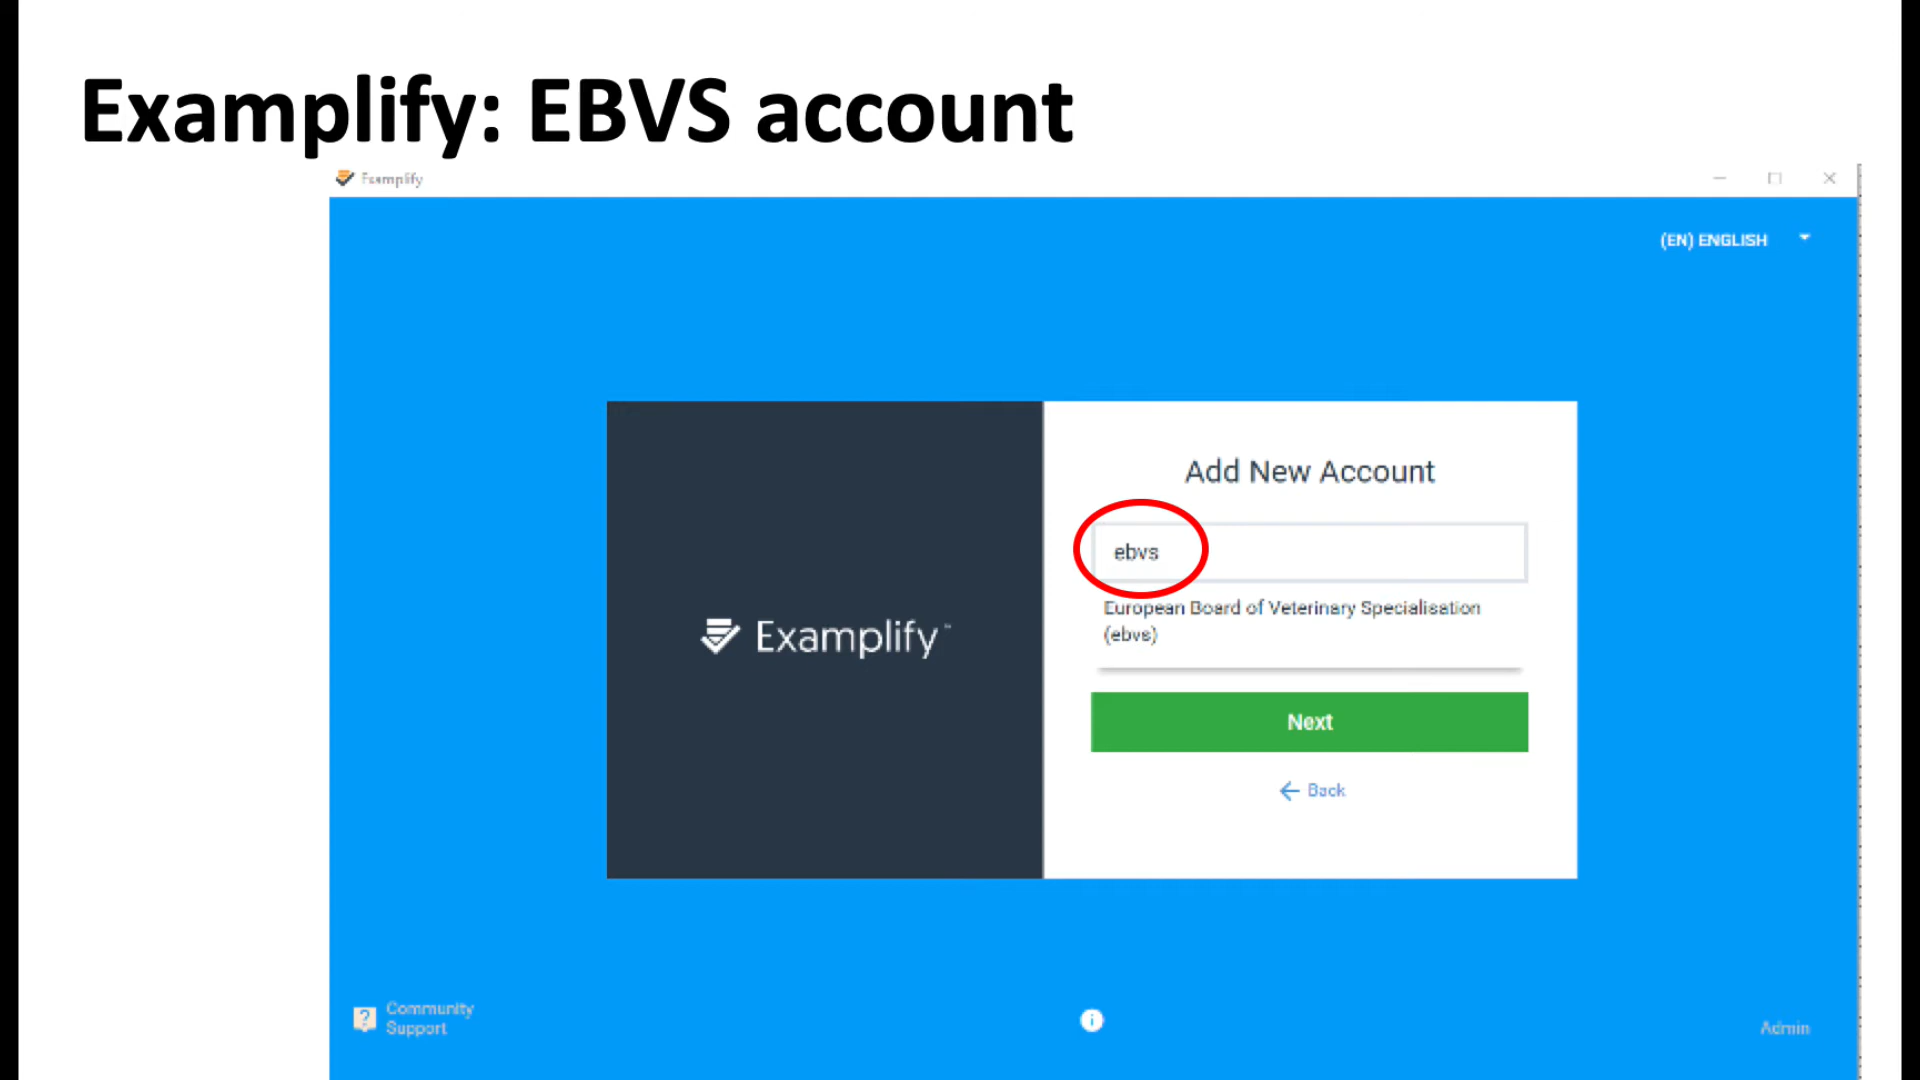 Examplify: EBVS account
Examplify
(EN) ENGLISH
Add New Account
ebvs
European Board of Veterinary Specialisation
(ebvs)
Examplify™
Next
Back
Community
Support
Admin